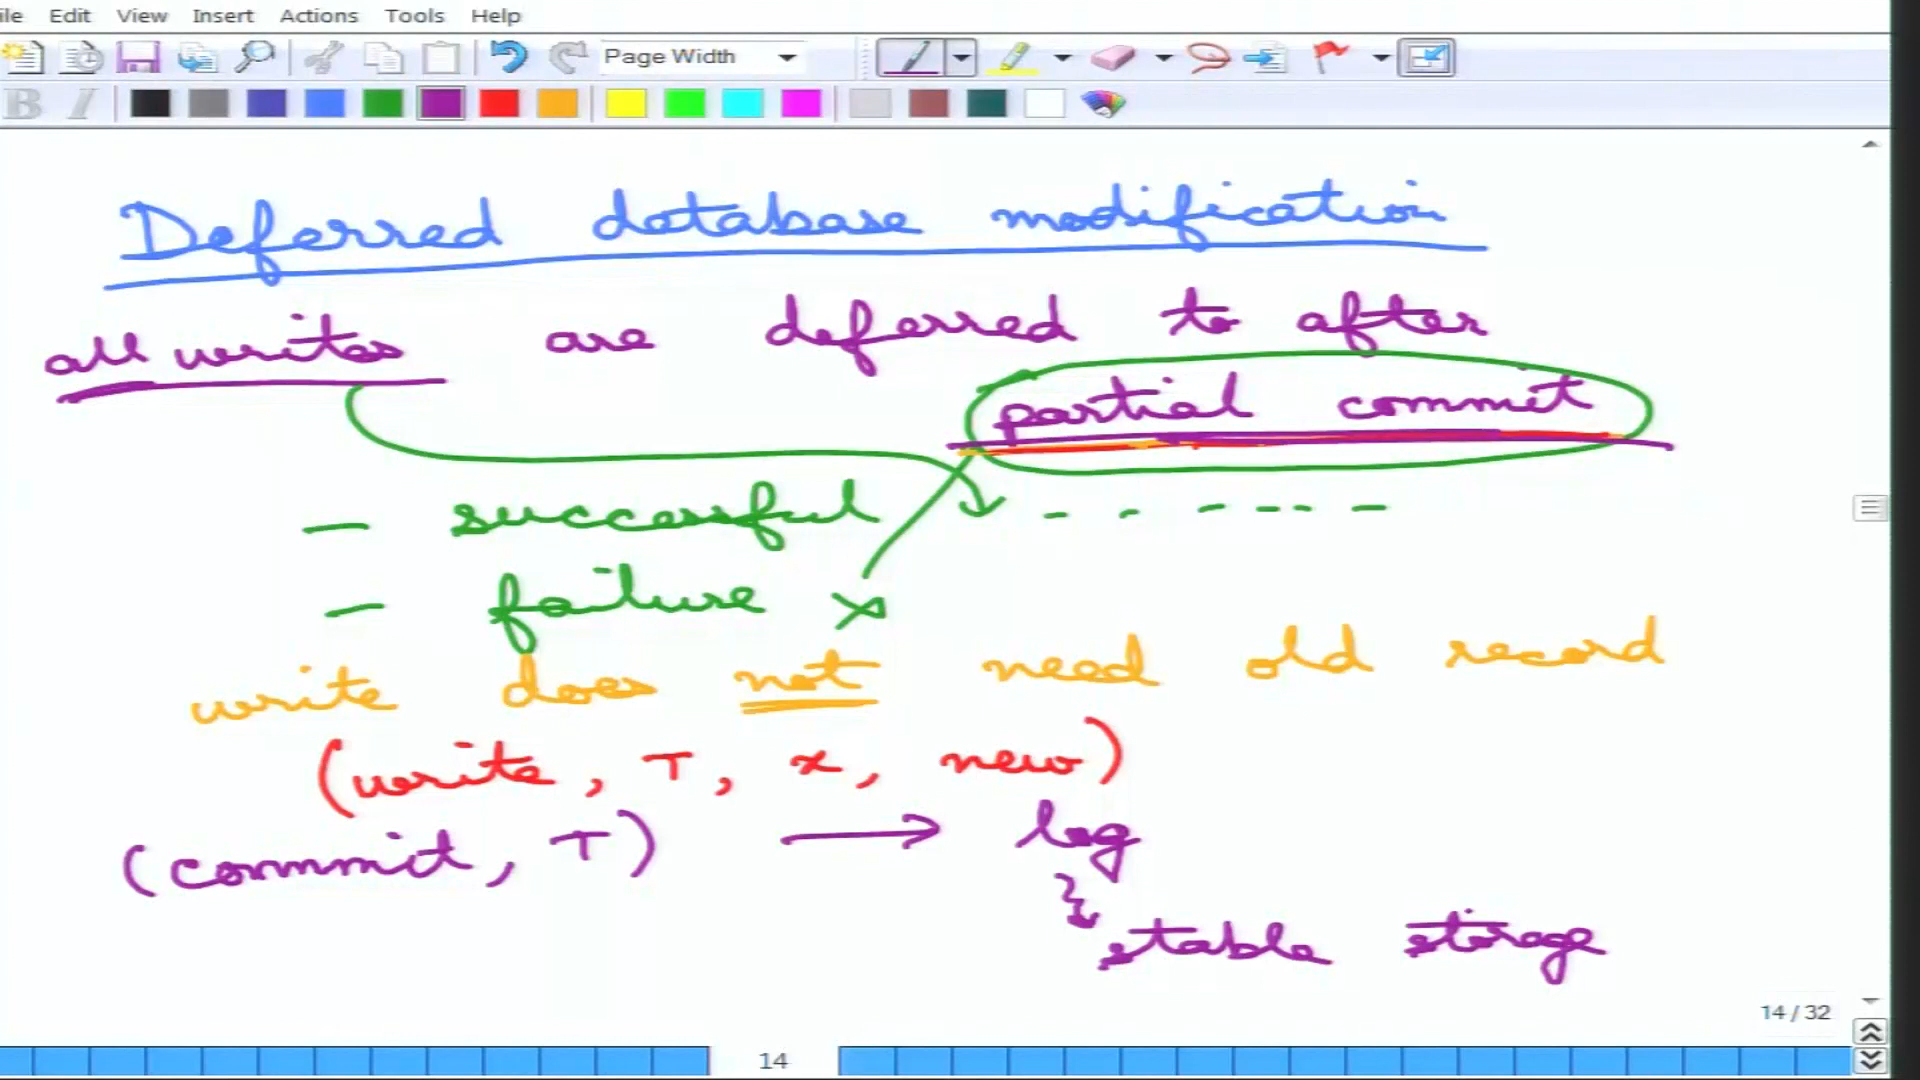 ile Edit View Insert Actions Tools Help
Page Width
B I
Deferred database modification
all writes are deferred to after
partial commit
- successful
- failure x
write does not need old record
(write, T, x, new)
(commit, T) → log
stable storage
14 / 32
14